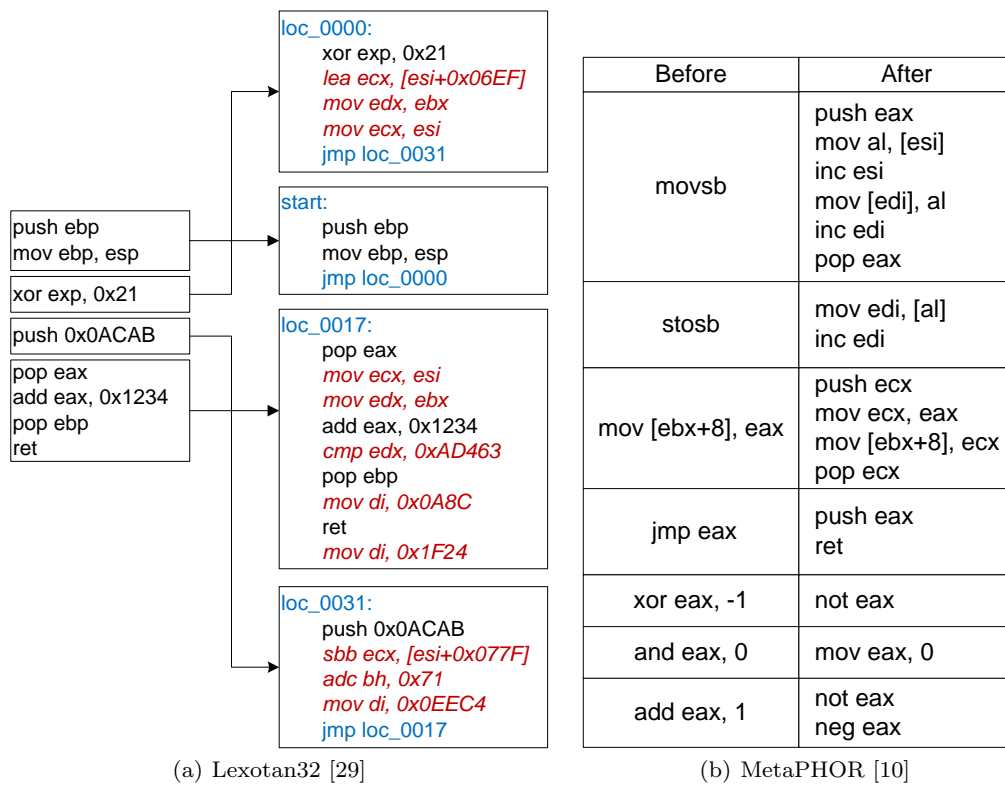 push ebp
mov ebp, esp
xor exp, 0x21
push 0x0ACAB
pop eax
add eax, 0x1234
pop ebp
ret
loc_0000:
xor exp, 0x21
lea ecx, [esi+0x06EF]
mov edx, ebx
mov ecx, esi
jmp loc_0031
start:
push ebp
mov ebp, esp
jmp loc_0000
loc_0017:
pop eax
mov ecx, esi
mov edx, ebx
add eax, 0x1234
cmp edx, 0xAD463
pop ebp
mov di, 0x0A8C
ret
mov di, 0x1F24
loc_0031:
push 0x0ACAB
sbb ecx, [esi+0x077F]
adc bh, 0x71
mov di, 0x0EEC4
jmp loc_0017
(a) Lexotan32 [29]
Before
After
movsb
push eax
mov al, [esi]
inc esi
mov [edi], al
inc edi
pop eax
stosb
mov edi, [al]
inc edi
mov [ebx+8], eax
push ecx
mov ecx, eax
mov [ebx+8], ecx
pop ecx
jmp eax
push eax
ret
xor eax, -1
not eax
and eax, 0
mov eax, 0
add eax, 1
not eax
neg eax
(b) MetaPHOR [10]